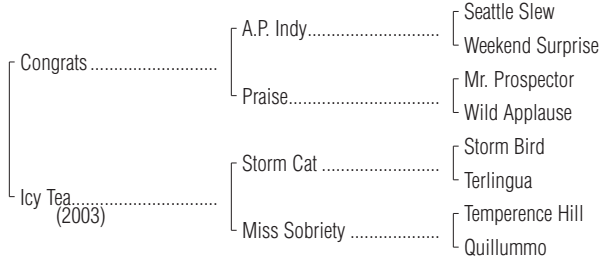 Seattle Slew
A.P. Indy
Weekend Surprise
Congrats
Mr. Prospector
Praise
Wild Applause
Storm Bird
Storm Cat
Terlingua
Icy Tea
(2003)
Temperence Hill
Miss Sobriety
Quillummo